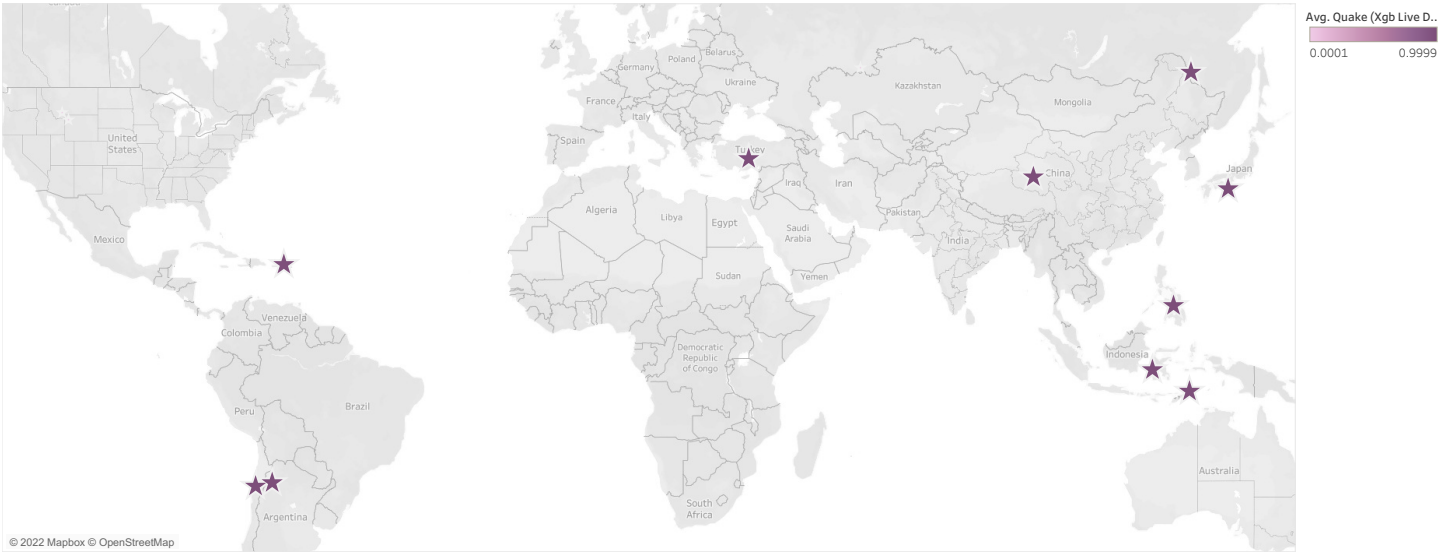 Avg. Quake (Xgb Live D..
0.0001 0.9999
Belarus
Poland
Germany
Ukraine
Kazakhstan
France
Mongolia
Italy
United
States
Spain
Turkey
Japan
China
Iraq
Iran
Algeria
Libya
Egypt
Pakistan
Mexico
Saudi
Arabia
India
Sudan
Yemen
Venezuela
Colombia
Democratic
Republic
of Congo
Indonesia
Peru
Brazil
Australia
South
Africa
Argentina
© 2022 Mapbox © OpenStreetMap